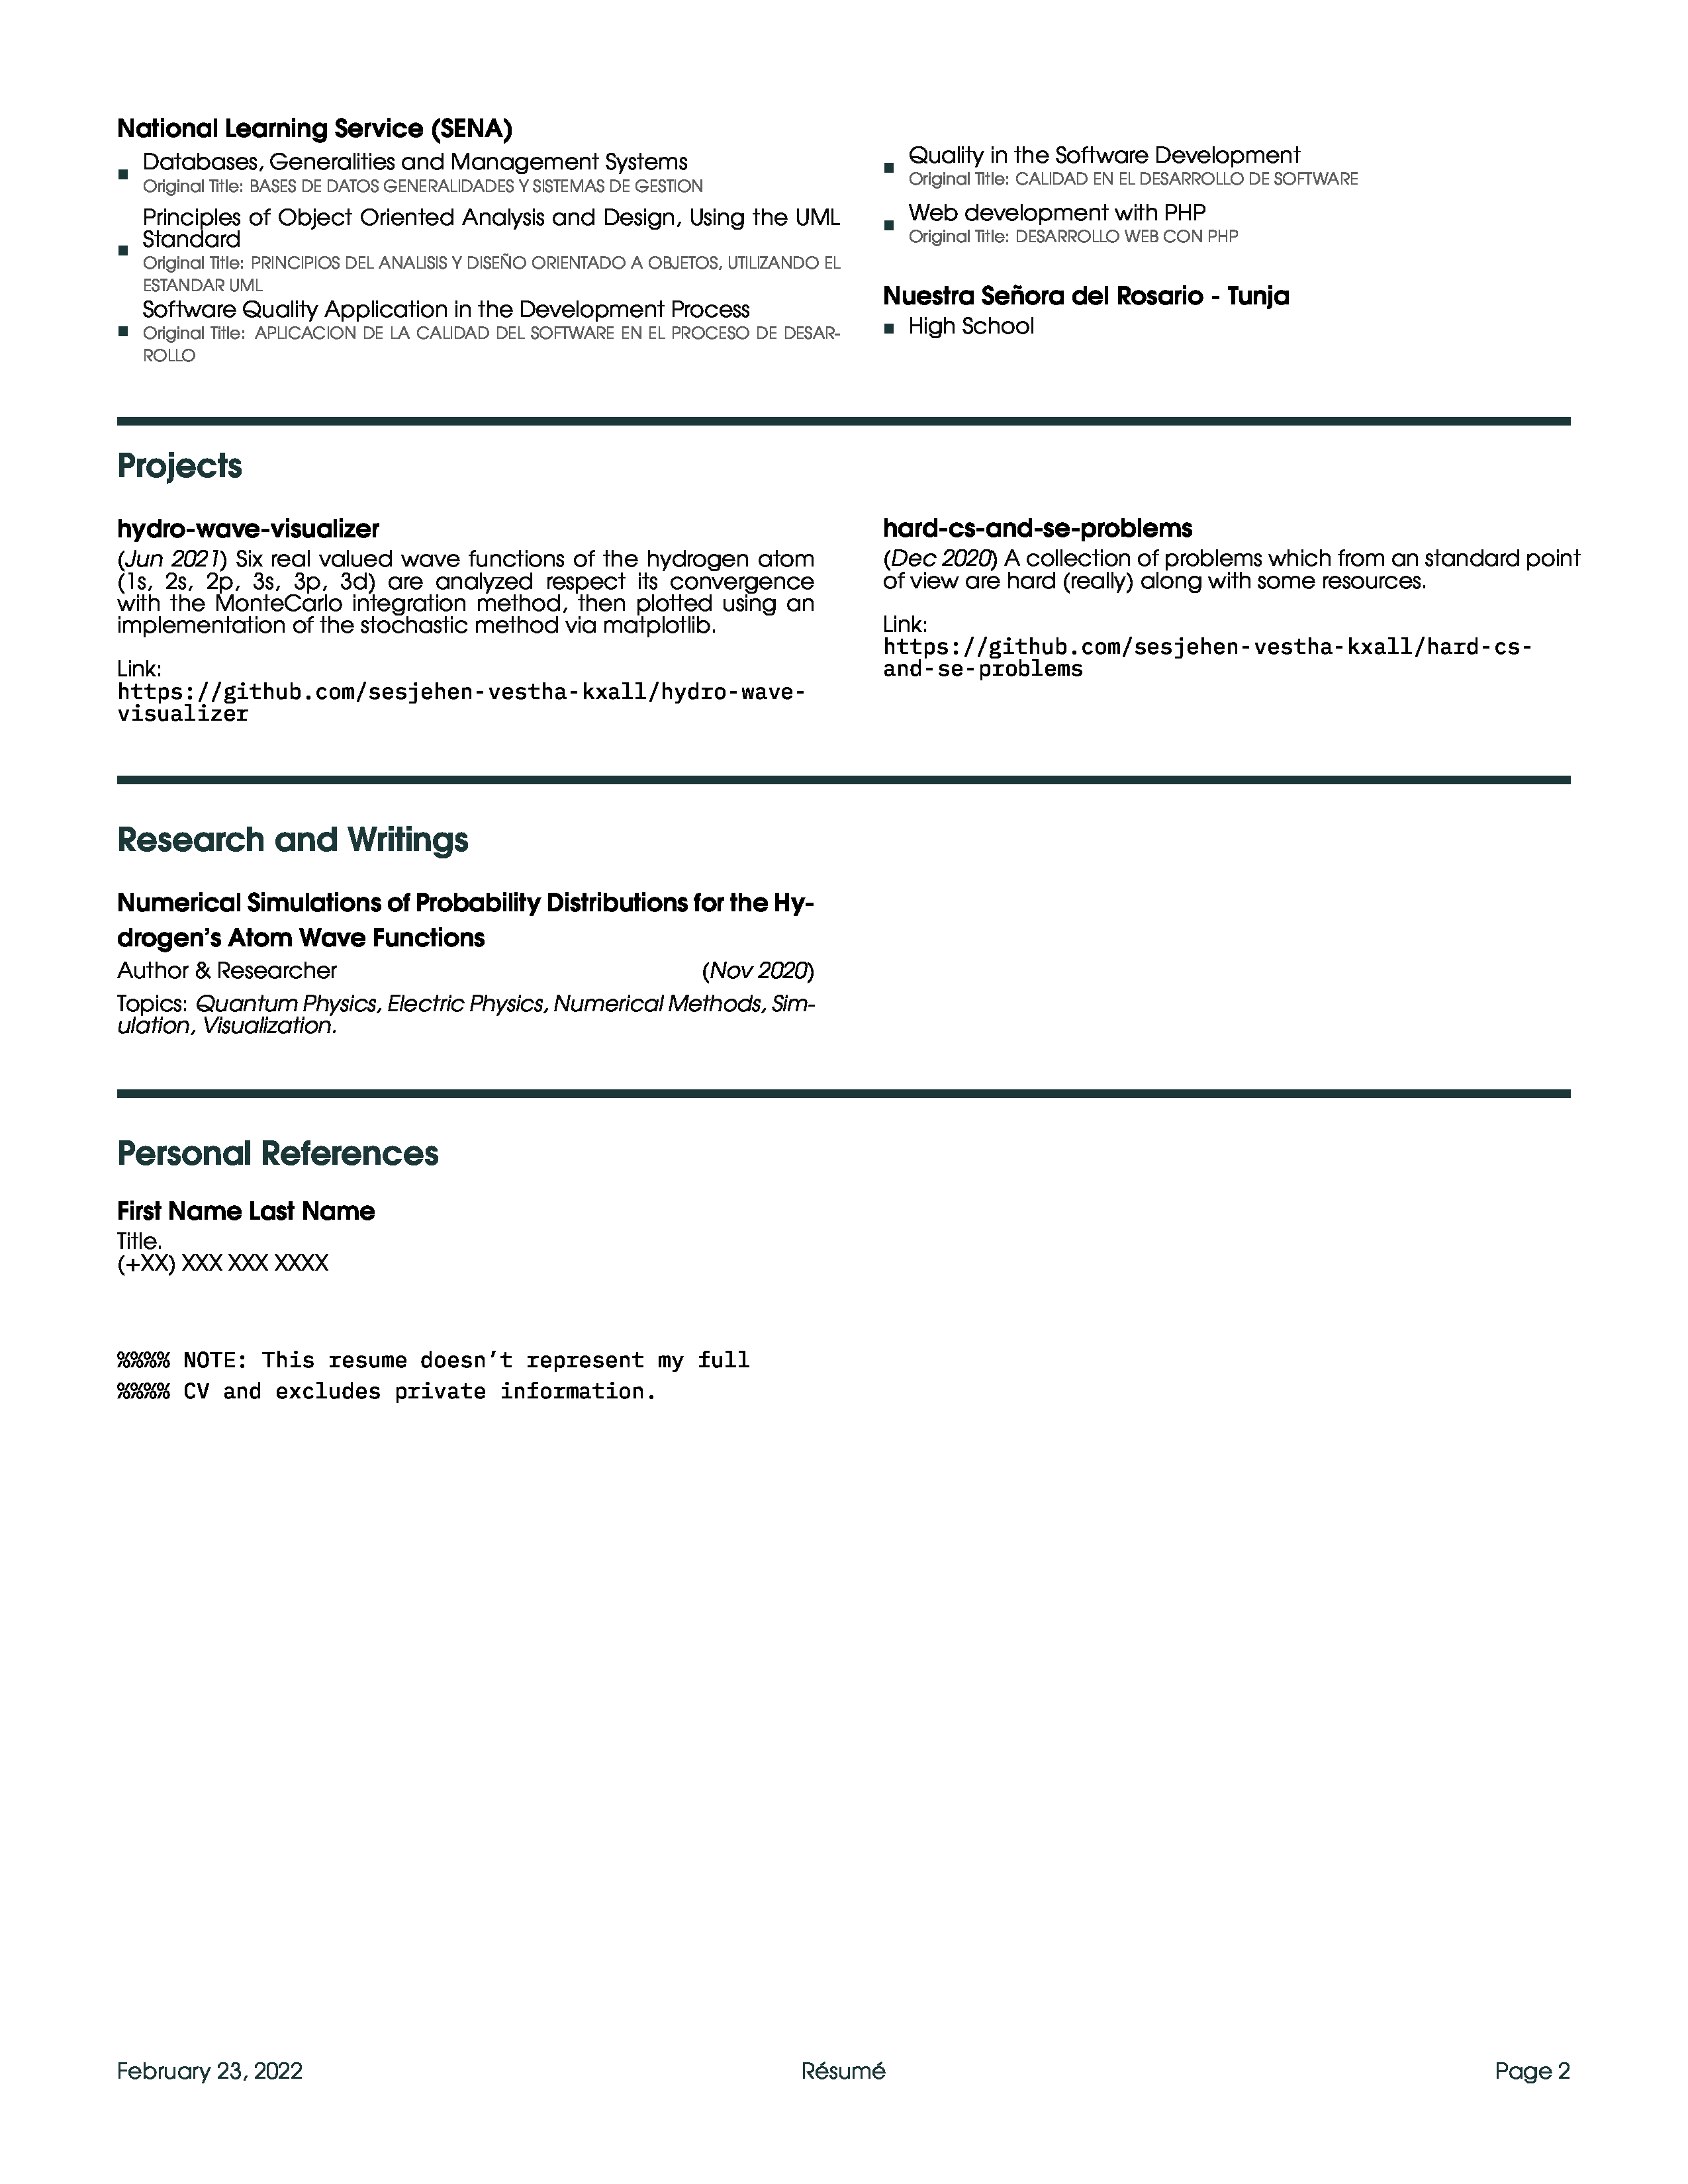 National Learning Service (SENA)
Databases, Generalities and Management Systems
Original Title: BASES DE DATOS GENERALIDADES Y SISTEMAS DE GESTION
Principles of Object Oriented Analysis and Design, Using the UML
Standard
Original Title: PRINCIPIOS DEL ANALISIS Y DISEÑO ORIENTADO A OBJETOS, UTILIZANDO EL
ESTANDAR UML
Software Quality Application in the Development Process
Original Title: APLICACION DE LA CALIDAD DEL SOFTWARE EN EL PROCESO DE DESAR-
ROLLO
Quality in the Software Development
Original Title: CALIDAD EN EL DESARROLLO DE SOFTWARE
Web development with PHP
Original Title: DESARROLLO WEB CON PHP
Nuestra Señora del Rosario - Tunja
High School
Projects
hydro-wave-visualizer
(Jun 2021) Six real valued wave functions of the hydrogen atom
(1s, 2s, 2p, 3s, 3p, 3d) are analyzed respect its convergence
with the MonteCarlo integration method, then plotted using an
implementation of the stochastic method via matplotlib.
Link:
https://github.com/sesjehen-vestha-kxall/hydro-wave-
visualizer
hard-cs-and-se-problems
(Dec 2020) A collection of problems which from an standard point
of view are hard (really) along with some resources.
Link:
https://github.com/sesjehen-vestha-kxall/hard-cs-
and-se-problems
Research and Writings
Numerical Simulations of Probability Distributions for the Hy-
drogen's Atom Wave Functions
Author & Researcher (Nov 2020)
Topics: Quantum Physics, Electric Physics, Numerical Methods, Sim-
ulation, Visualization.
Personal References
First Name Last Name
Title.
(+XX) XXX XXX XXXX
%%%% NOTE: This resume doesn't represent my full
%%%% CV and excludes private information.
February 23, 2022 Résumé Page 2